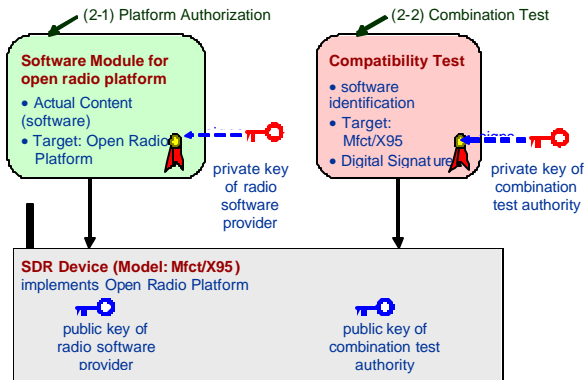 (2-1) Platform Authorization
(2-2) Combination Test
Software Module for
open radio platform
• Actual Content
(software)
• Target: Open Radio
Platform
private key
of radio
software
provider
Compatibility Test
• software
identification
• Target:
Mfct/X95
• Digital Signature
private key of
combination
test authority
SDR Device (Model: Mfct/X95)
implements Open Radio Platform
public key of
radio software
provider
public key of
combination test
authority